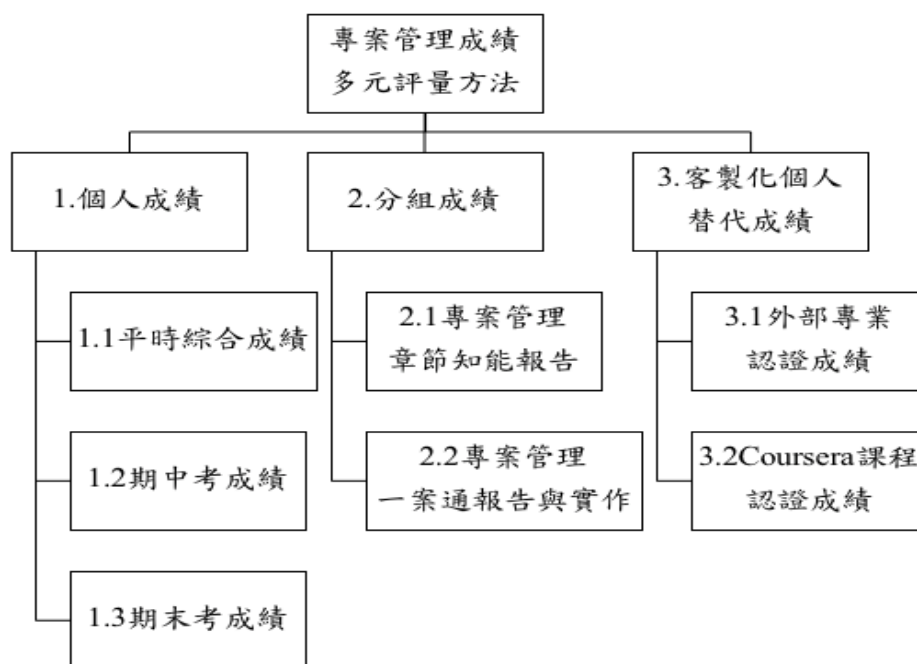 專案管理成績
多元評量方法
1.個人成績
2.分組成績
3.客製化個人
替代成績
1.1平時綜合成績
1.2期中考成績
1.3期末考成績
2.1專案管理
章節知能報告
2.2專案管理
一案通報告與實作
3.1外部專業
認證成績
3.2Coursera課程
認證成績